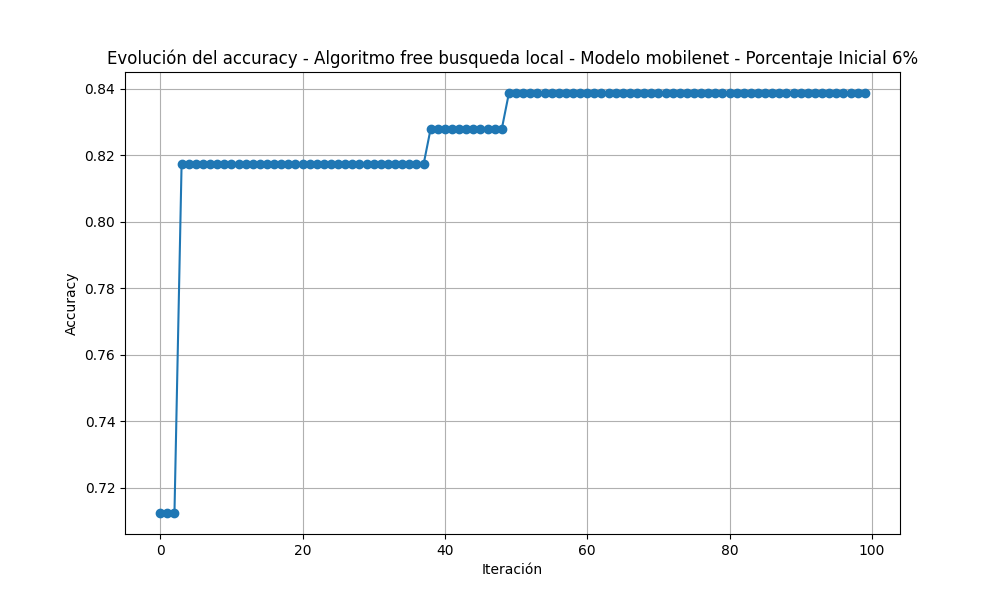 Evolución del accuracy - Algoritmo free busqueda local - Modelo mobilenet - Porcentaje Inicial 6%
0.84
0.82
0.80
0.78
0.76
0.74
0.72
Accuracy
0 20 40 60 80 100
Iteración